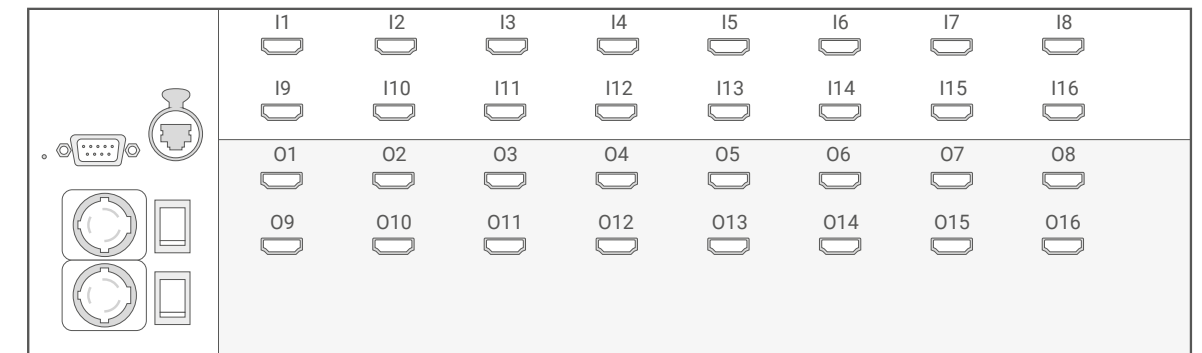 I1 I2 I3 I4 I5 I6 I7 I8
I9 I10 I11 I12 I13 I14 I15 I16
O1 O2 O3 O4 O5 O6 O7 O8
O9 O10 O11 O12 O13 O14 O15 O16